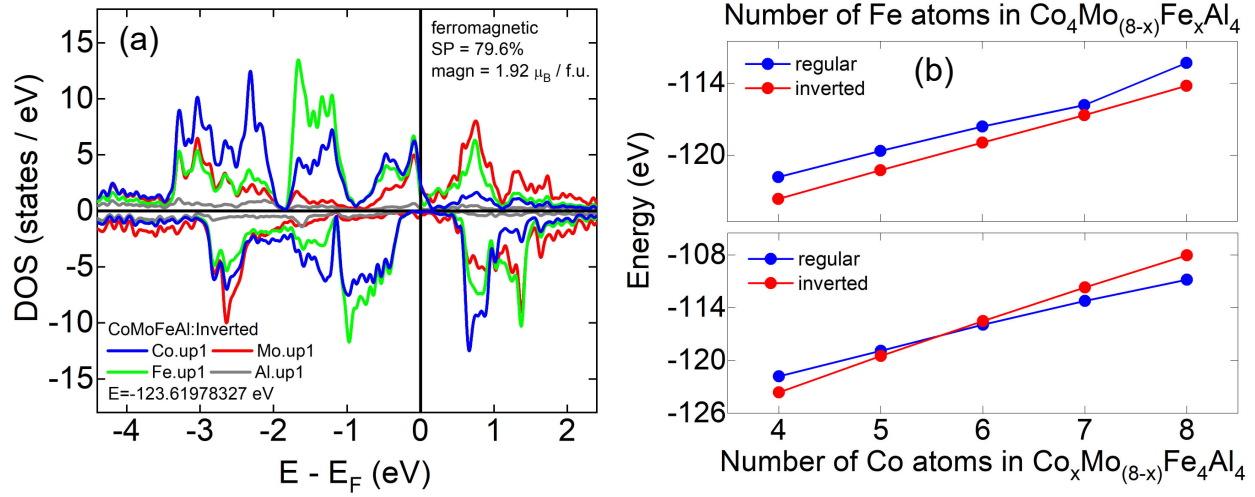 (a)
ferromagnetic
SP = 79.6%
magn = 1.92 μB / f.u.
15
10
5
0
-5
-10
-15
DOS (states / eV)
CoMoFeAl:Inverted
Co.up1 Mo.up1
Fe.up1 Al.up1
E=-123.61978327 eV
-4 -3 -2 -1 0 1 2
E - EF (eV)
Number of Fe atoms in Co4Mo(8-x)FexAl4
(b)
regular
inverted
-114
-120
Energy (eV)
regular
inverted
-108
-114
-120
-126
4 5 6 7 8
Number of Co atoms in CoxMo(8-x)Fe4Al4